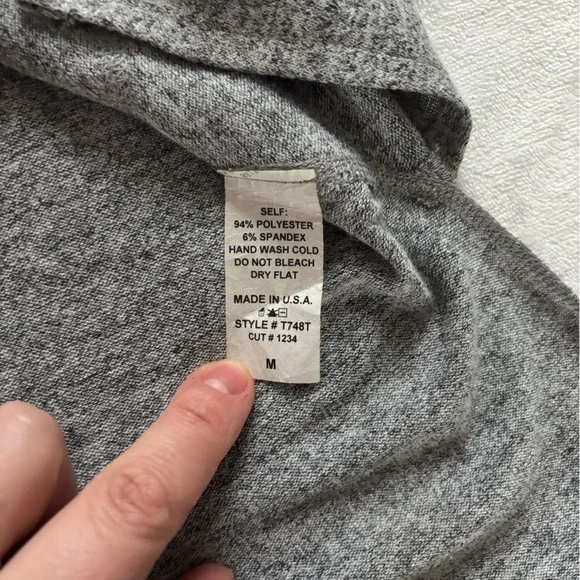 SELF:
94% POLYESTER
6% SPANDEX
HAND WASH COLD
DO NOT BLEACH
DRY FLAT
MADE IN U.S.A.
STYLE # T748T
CUT # 1234
M